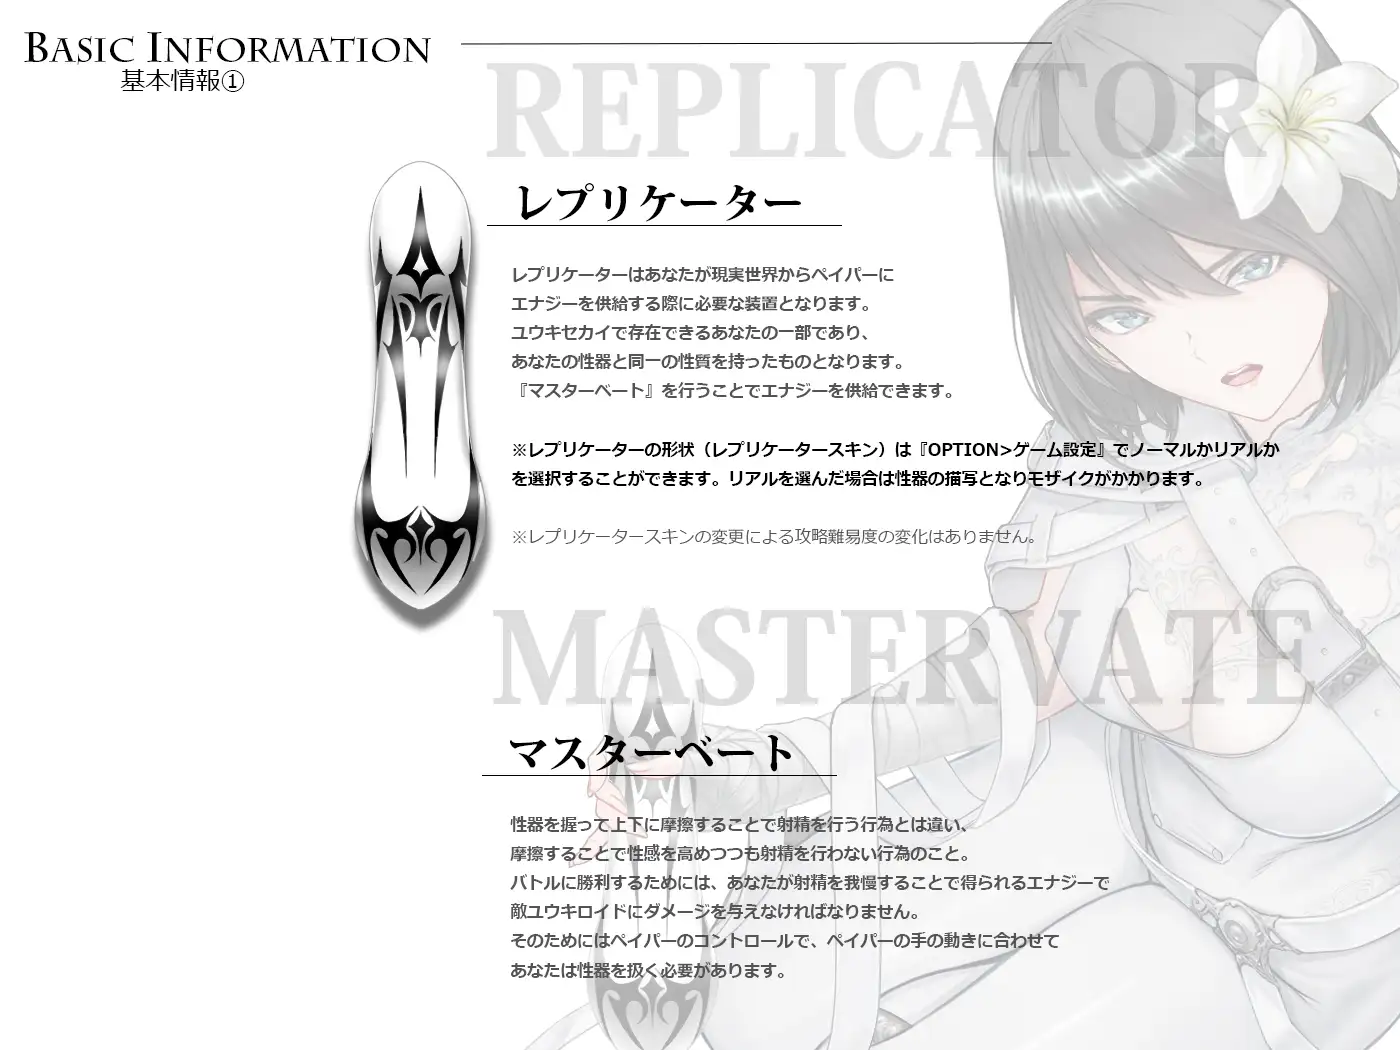 BASIC INFORMATION
基本情報①
REPLICATOR
レプリケーター
レプリケーターはあなたが現実世界からペイパーに
エナジーを供給する際に必要な装置となります。
ユウキセカイで存在できるあなたの一部であり、
あなたの性器と同一の性質を持ったものとなります。
『マスターベート』を行うことでエナジーを供給できます。
※レプリケーターの形状（レプリケータースキン）は『OPTION>ゲーム設定』でノーマルかリアルか
を選択することができます。リアルを選んだ場合は性器の描写となりモザイクがかかります。
※レプリケータースキンの変更による攻略難易度の変化はありません。
MASTERVATE
マスターベート
性器を握って上下に摩擦することで射精を行う行為とは違い、
摩擦することで性感を高めつつも射精を行わない行為のこと。
バトルに勝利するためには、あなたが射精を我慢することで得られるエナジーで
敵ユウキロイドにダメージを与えなければなりません。
そのためにはペイパーのコントロールで、ペイパーの手の動きに合わせて
あなたは性器を扱く必要があります。